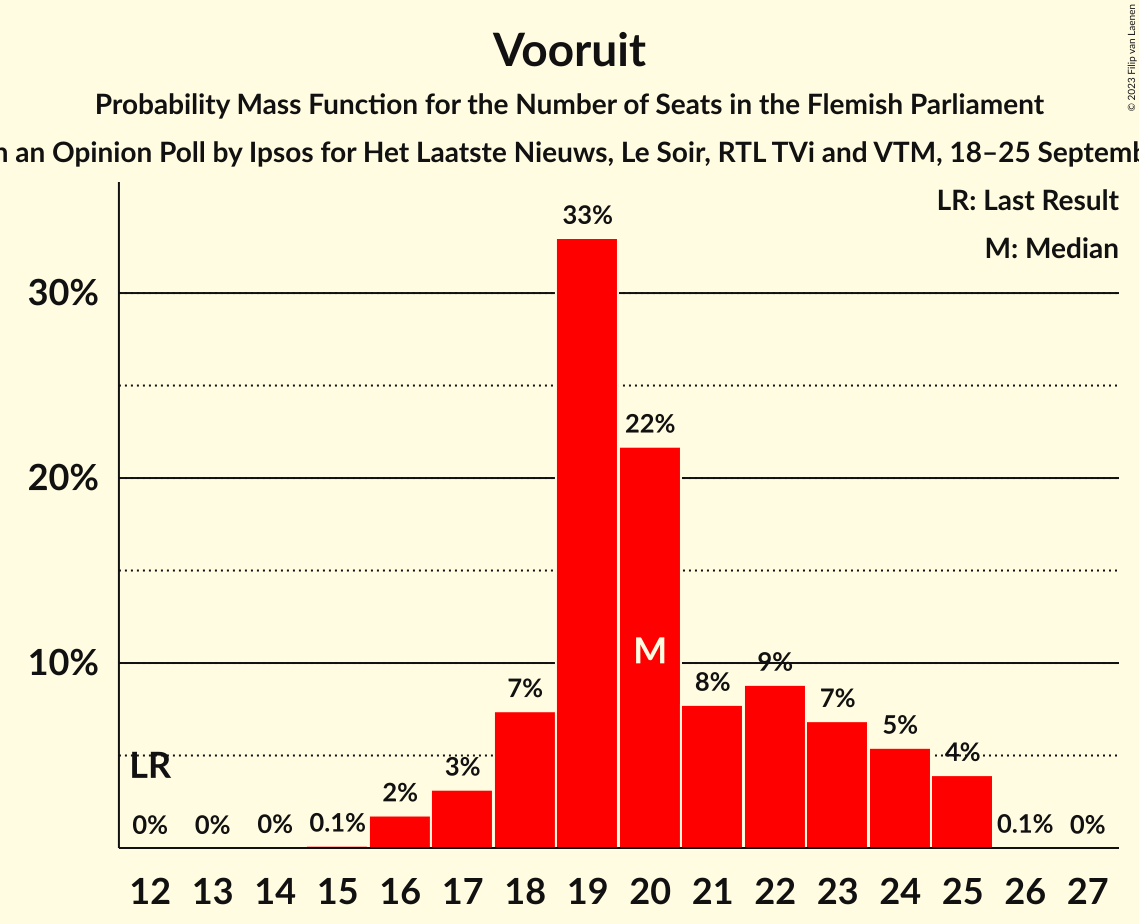 Vooruit
Probability Mass Function for the Number of Seats in the Flemish Parliament
an Opinion Poll by Ipsos for Het Laatste Nieuws, Le Soir, RTL TVi and VTM, 18–25
© 2023 Filip van Laenen
LR: Last Result
M: Median
33%
30%
22%
20%
M
10%
9%
8%
7%
7%
5%
4%
LR
3%
2%
0% 0% 0% 0.1% 0.1% 0%
12 13 14 15 16 17 18 19 20 21 22 23 24 25 26 27